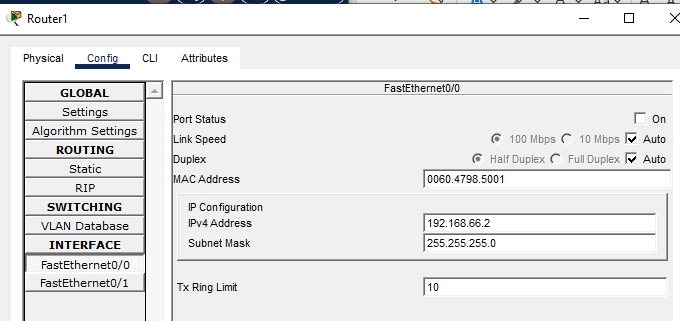 Router1
Physical Config CLI Attributes
GLOBAL
Settings
Algorithm Settings
ROUTING
Static
RIP
SWITCHING
VLAN Database
INTERFACE
FastEthernet0/0
FastEthernet0/1
FastEthernet0/0
Port Status On
Link Speed 100 Mbps 10 Mbps Auto
Duplex Half Duplex Full Duplex Auto
MAC Address 0060.4798.5001
IP Configuration
IPv4 Address 192.168.66.2
Subnet Mask 255.255.255.0
Tx Ring Limit 10